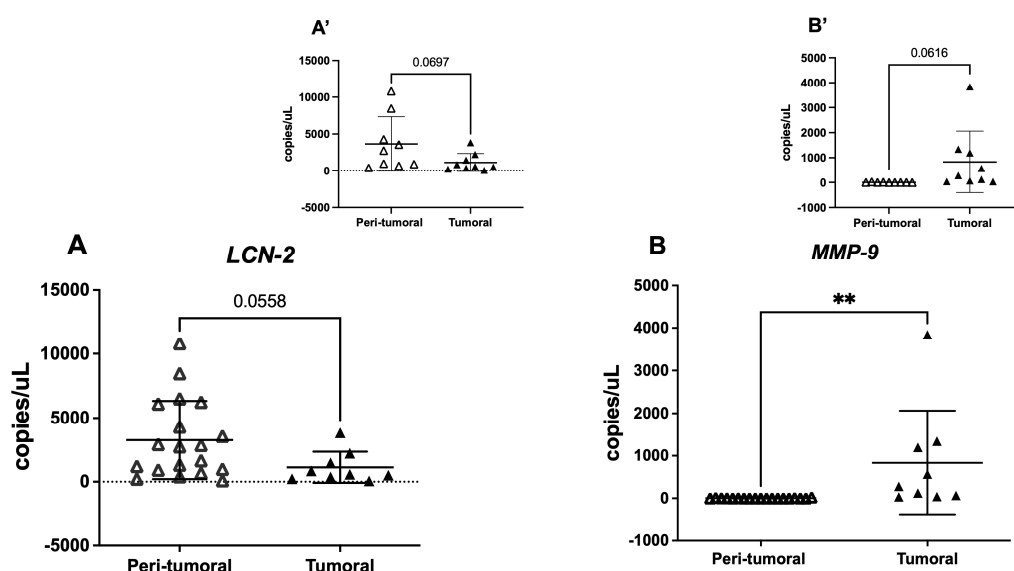 A'
15000
10000
5000
0
-5000
copies/uL
0.0697
Peri-tumoral Tumoral
B'
5000
4000
3000
2000
1000
0
-1000
copies/uL
0.0616
Peri-tumoral Tumoral
A
LCN-2
15000
10000
5000
0
-5000
copies/uL
0.0558
Peri-tumoral Tumoral
B
MMP-9
5000
4000
3000
2000
1000
0
-1000
copies/uL
**
Peri-tumoral Tumoral